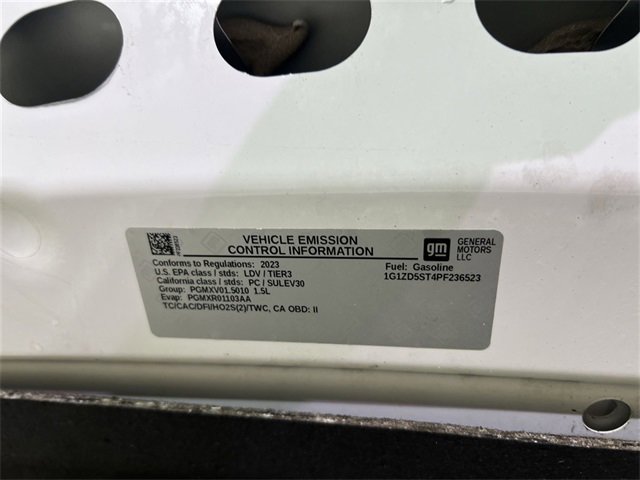 VEHICLE EMISSION
CONTROL INFORMATION
Conforms to Regulations: 2023
U.S. EPA class / stds: LDV / TIER3
California class / stds: PC / SULEV30
Group: PGMXV01.5010 1.5L
Evap: PGMXR01103AA
TC/CAC/DFI/HO2S(2)/TWC, CA OBD: II
gm
GENERAL
MOTORS
LLC
Fuel: Gasoline
1G1ZD5ST4PF236523